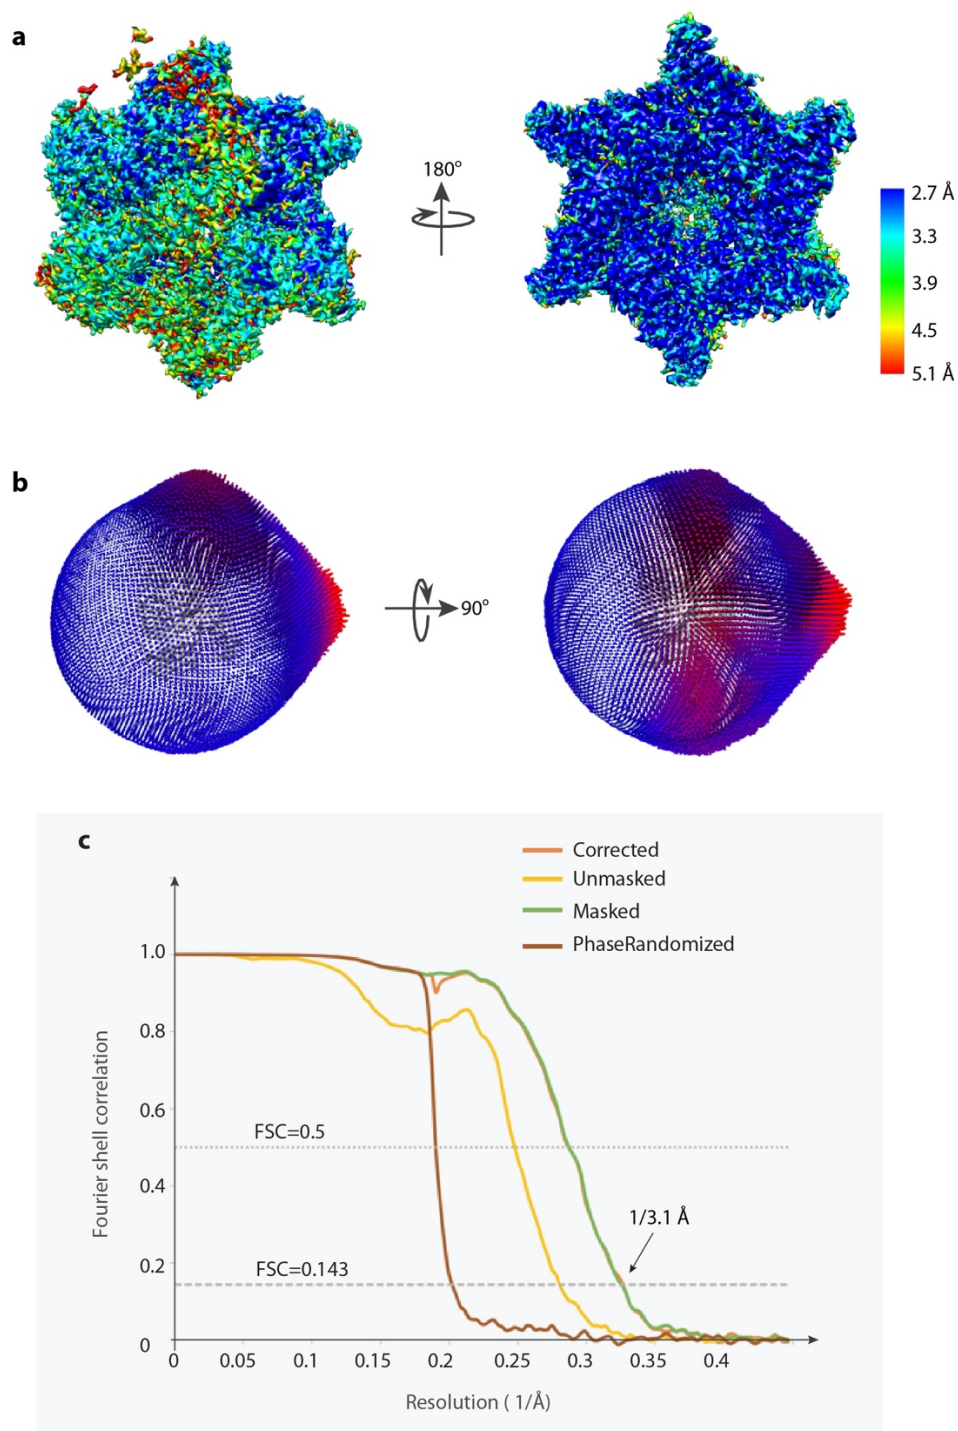 a
180°
2.7 Å
3.3
3.9
4.5
5.1 Å
b
90°
c
Corrected
Unmasked
Masked
PhaseRandomized
1.0
0.8
0.6
0.4
0.2
0
Fourier shell correlation
FSC=0.5
FSC=0.143
1/3.1 Å
0 0.05 0.1 0.15 0.2 0.25 0.3 0.35 0.4
Resolution ( 1/Å)